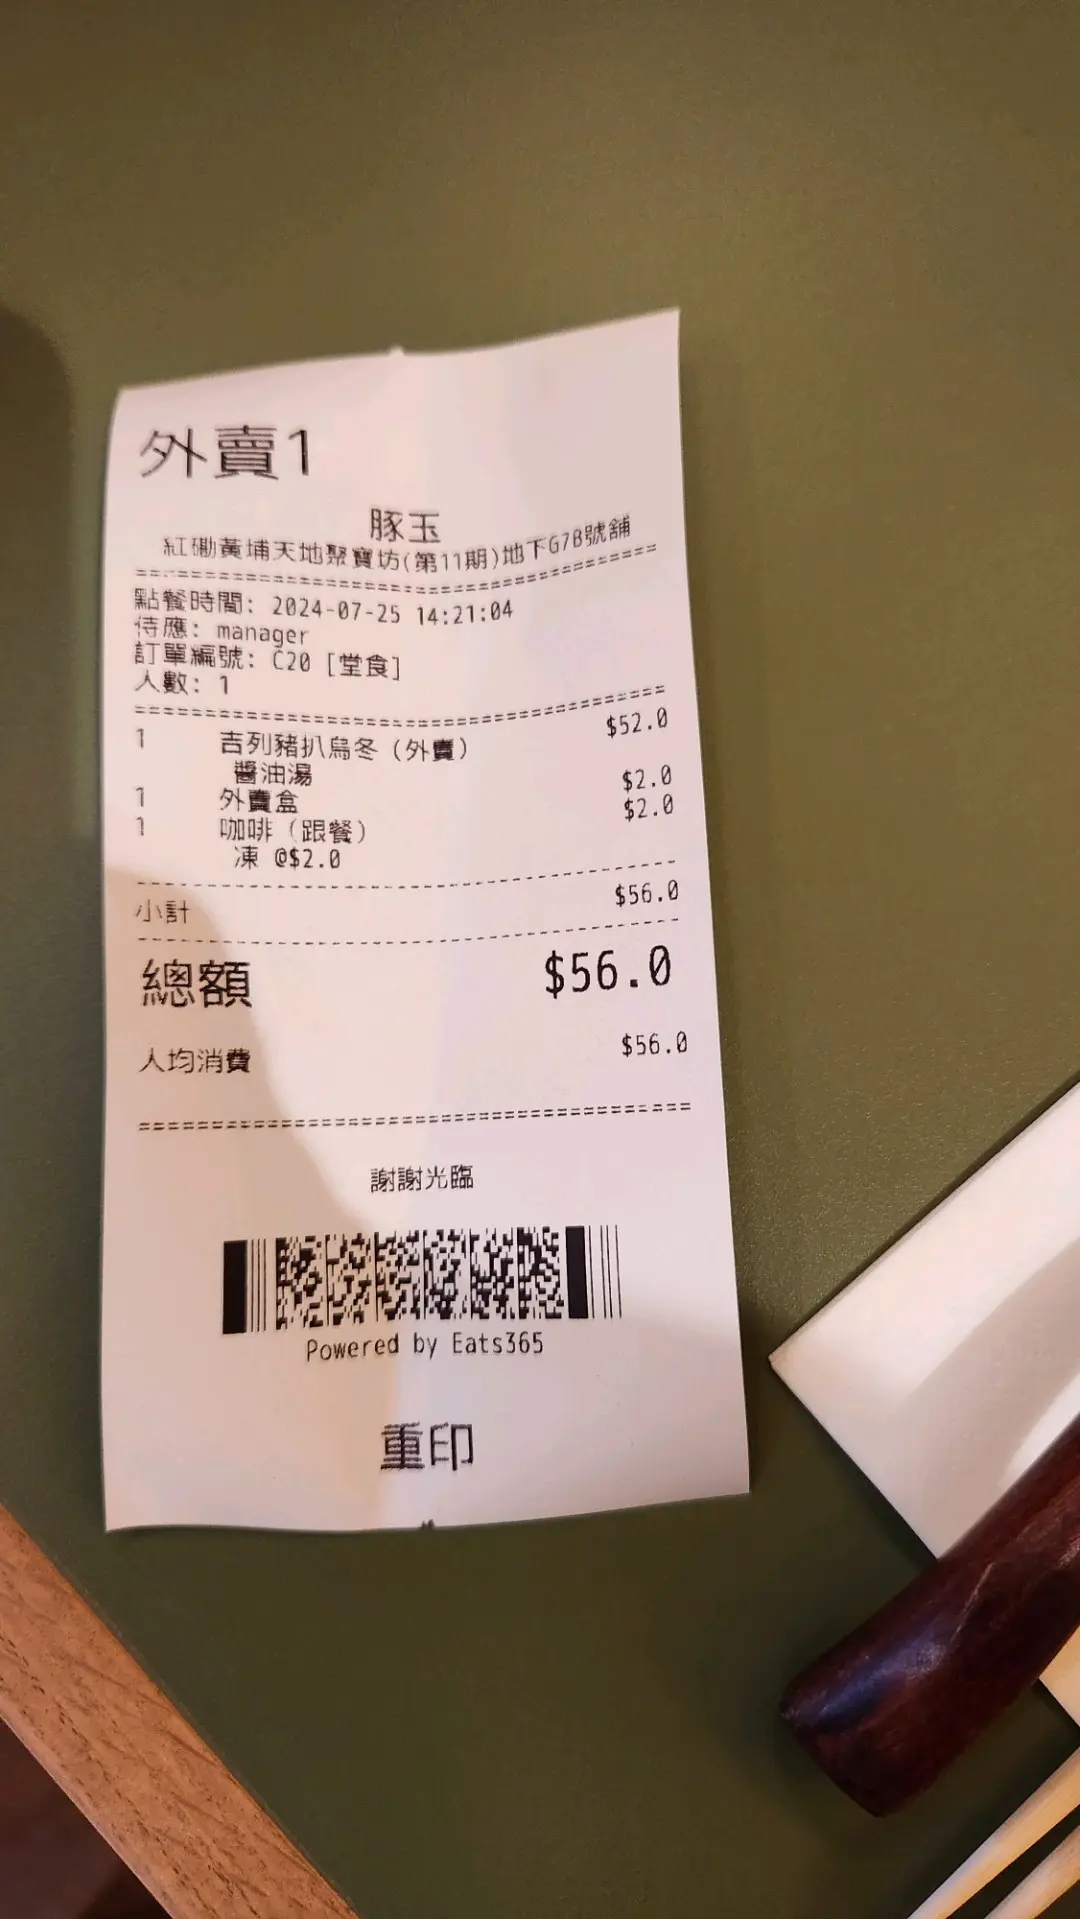 外賣1
豚玉
紅磡黃埔天地聚寶坊(第11期)地下G7B號舖
點餐時間: 2024-07-25 14:21:04
侍應: manager
訂單編號: C20 [堂食]
人數: 1
1 吉列豬扒烏冬 (外賣) $52.0
醬油湯
1 外賣盒 $2.0
1 咖啡 (跟餐) $2.0
凍 @$2.0
小計 $56.0
總額 $56.0
人均消費 $56.0
謝謝光臨
Powered by Eats365
重印